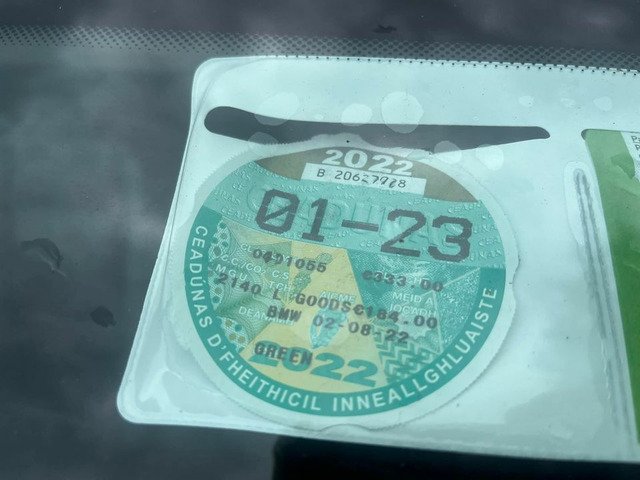 2022
B 20627928
01-23
0401055 €333.00
2140 L.GOODS€184.00
BMW 02-08-22
GREEN
2022
CEADÚNAS D'FHEITHICIL INNEALLGHLUAISTE